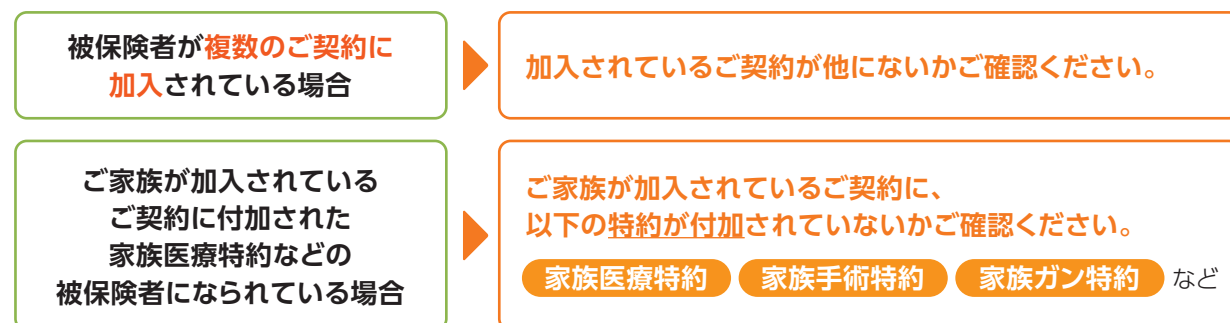 被保険者が複数のご契約に
加入されている場合
加入されているご契約が他にないかご確認ください。
ご家族が加入されている
ご契約に付加された
家族医療特約などの
被保険者になられている場合
ご家族が加入されているご契約に、
以下の特約が付加されていないかご確認ください。
家族医療特約 家族手術特約 家族ガン特約 など